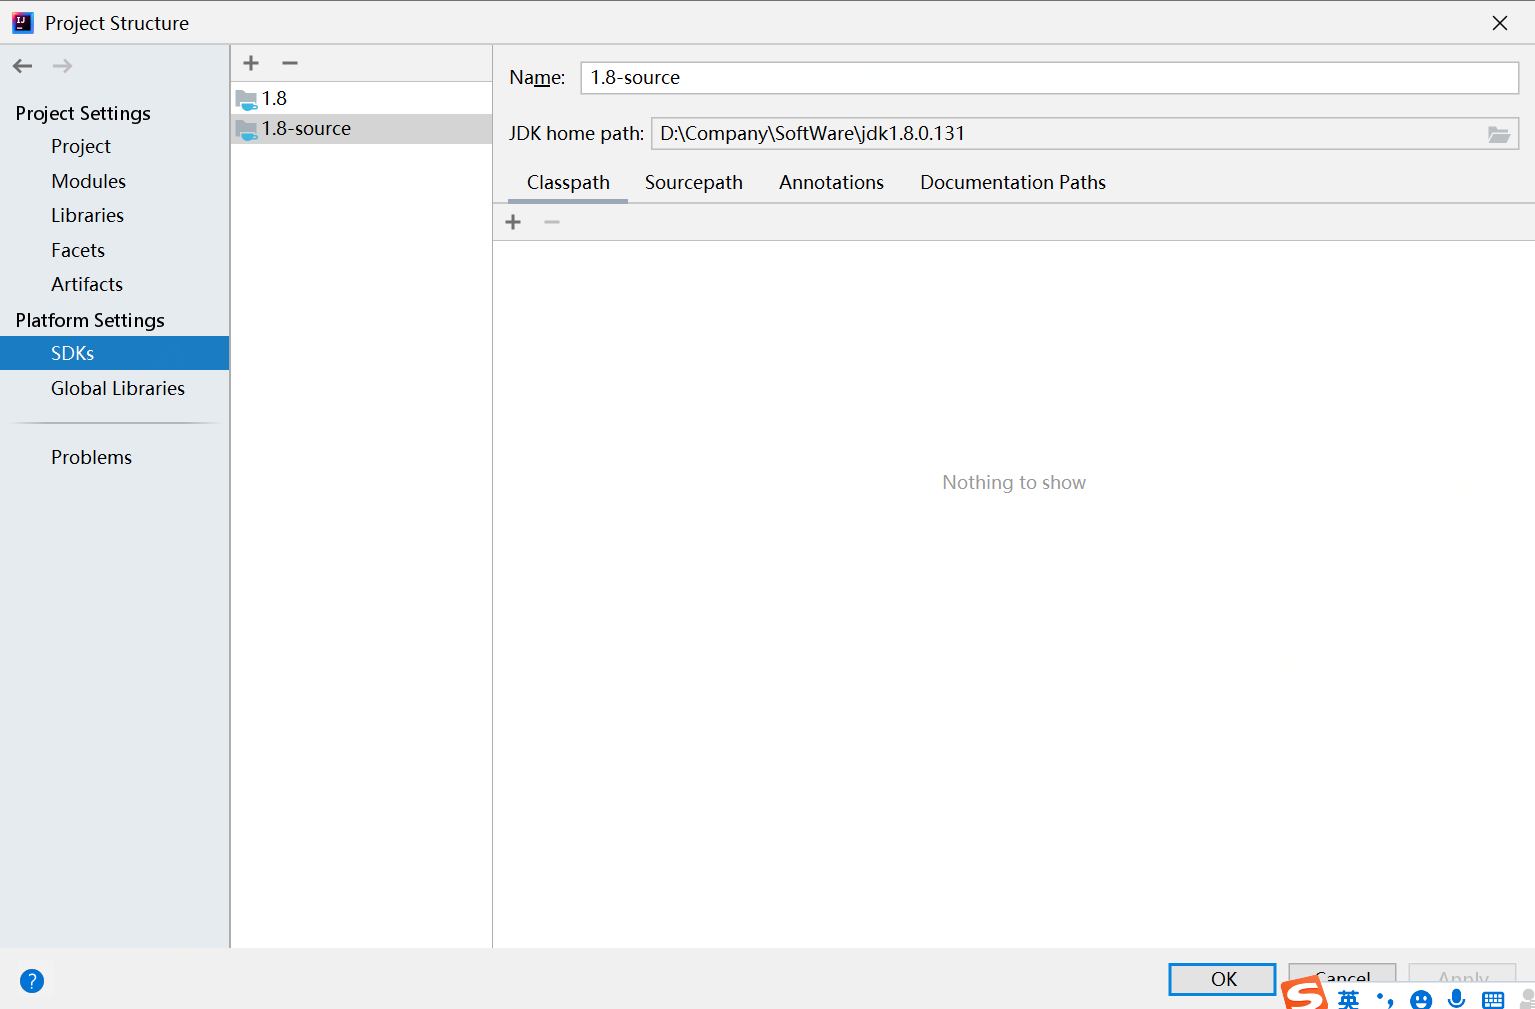 Project Structure
Project Settings
Project
Modules
Libraries
Facets
Artifacts
Platform Settings
SDKs
Global Libraries
Problems
1.8
1.8-source
Name: 1.8-source
JDK home path: D:\Company\SoftWare\jdk1.8.0.131
Classpath Sourcepath Annotations Documentation Paths
Nothing to show
? OK Cancel Apply
英